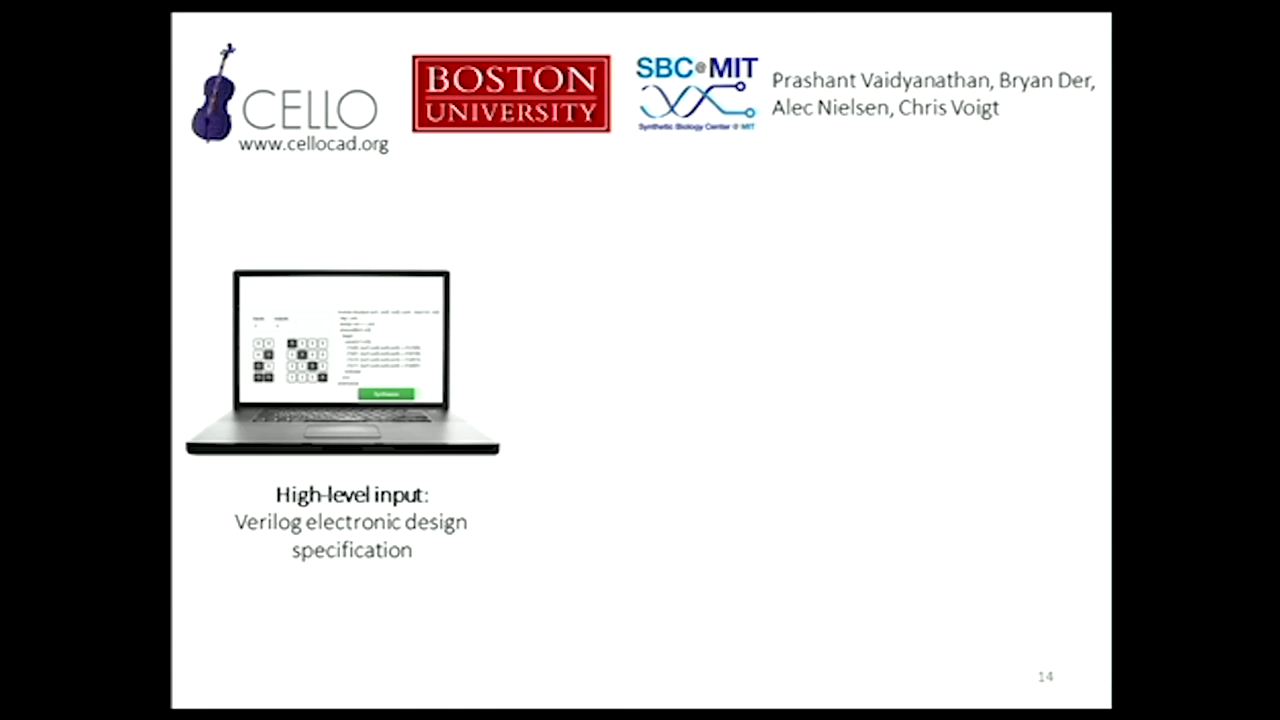 CELLO
www.cellocad.org
BOSTON
UNIVERSITY
SBC@MIT
Synthetic Biology Center @ MIT
Prashant Vaidyanathan, Bryan Der,
Alec Nielsen, Chris Voigt
High-level input:
Verilog electronic design
specification
14